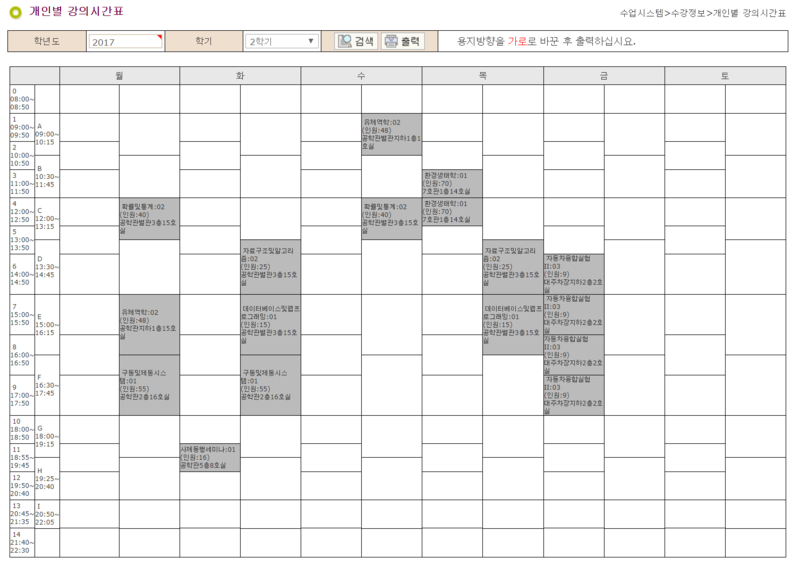 개인별 강의시간표
수업시스템>수강정보>개인별 강의시간표
학년도 2017 학기 2학기 검색 출력 용지방향을 가로로 바꾼 후 출력하십시요.
월 화 수 목 금 토
0
08:00~
08:50
1
09:00~
09:50
A
09:00~
10:15
유체역학:02
(인원:48)
공학관별관지하1층1
호실
2
10:00~
10:50
B
10:30~
11:45
3
11:00~
11:50
환경생태학:01
(인원:70)
7호관1층14호실
4
12:00~
12:50
C
12:00~
13:15
확률및통계:02
(인원:40)
공학관별관3층15호
실
확률및통계:02
(인원:40)
공학관별관3층15호
실
환경생태학:01
(인원:70)
7호관1층14호실
5
13:00~
13:50
D
13:30~
14:45
자료구조및알고리
즘:02
(인원:25)
공학관별관3층15호
실
자료구조및알고리
즘:02
(인원:25)
공학관별관3층15호
실
6
14:00~
14:50
자동차융합실험
II:03
(인원:9)
대주차장지하2층2호
실
7
15:00~
15:50
E
15:00~
16:15
유체역학:02
(인원:48)
공학관지하1층15호
실
데이터베이스및웹프
로그래밍:01
(인원:15)
공학관별관3층15호
실
데이터베이스및웹프
로그래밍:01
(인원:15)
공학관별관3층15호
실
자동차융합실험
II:03
(인원:9)
대주차장지하2층2호
실
8
16:00~
16:50
자동차융합실험
II:03
(인원:9)
대주차장지하2층2호
실
F
16:30~
17:45
구동및제동시스
템:01
(인원:55)
공학관2층16호실
구동및제동시스
템:01
(인원:55)
공학관2층16호실
9
17:00~
17:50
자동차융합실험
II:03
(인원:9)
대주차장지하2층2호
실
10
18:00~
18:50
G
18:00~
19:15
11
18:55~
19:45
(인원:16)
공학관5층8호실
12
19:50~
20:40
H
19:25~
20:40
13
20:45~
21:35
I
20:50~
22:05
14
21:40~
22:30